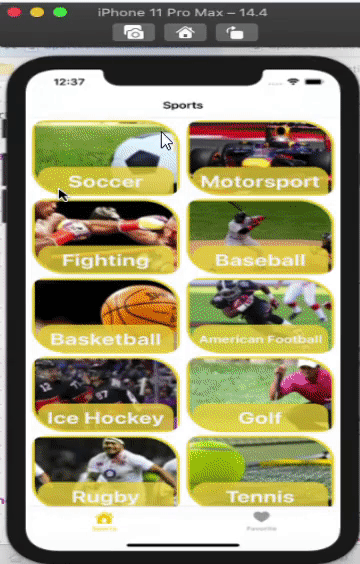 iPhone 11 Pro Max – 14.4
12:37
Sports
Soccer
Motorsport
Fighting
Baseball
Basketball
American Football
Ice Hockey
Golf
Rugby
Tennis
Sports
Favorite